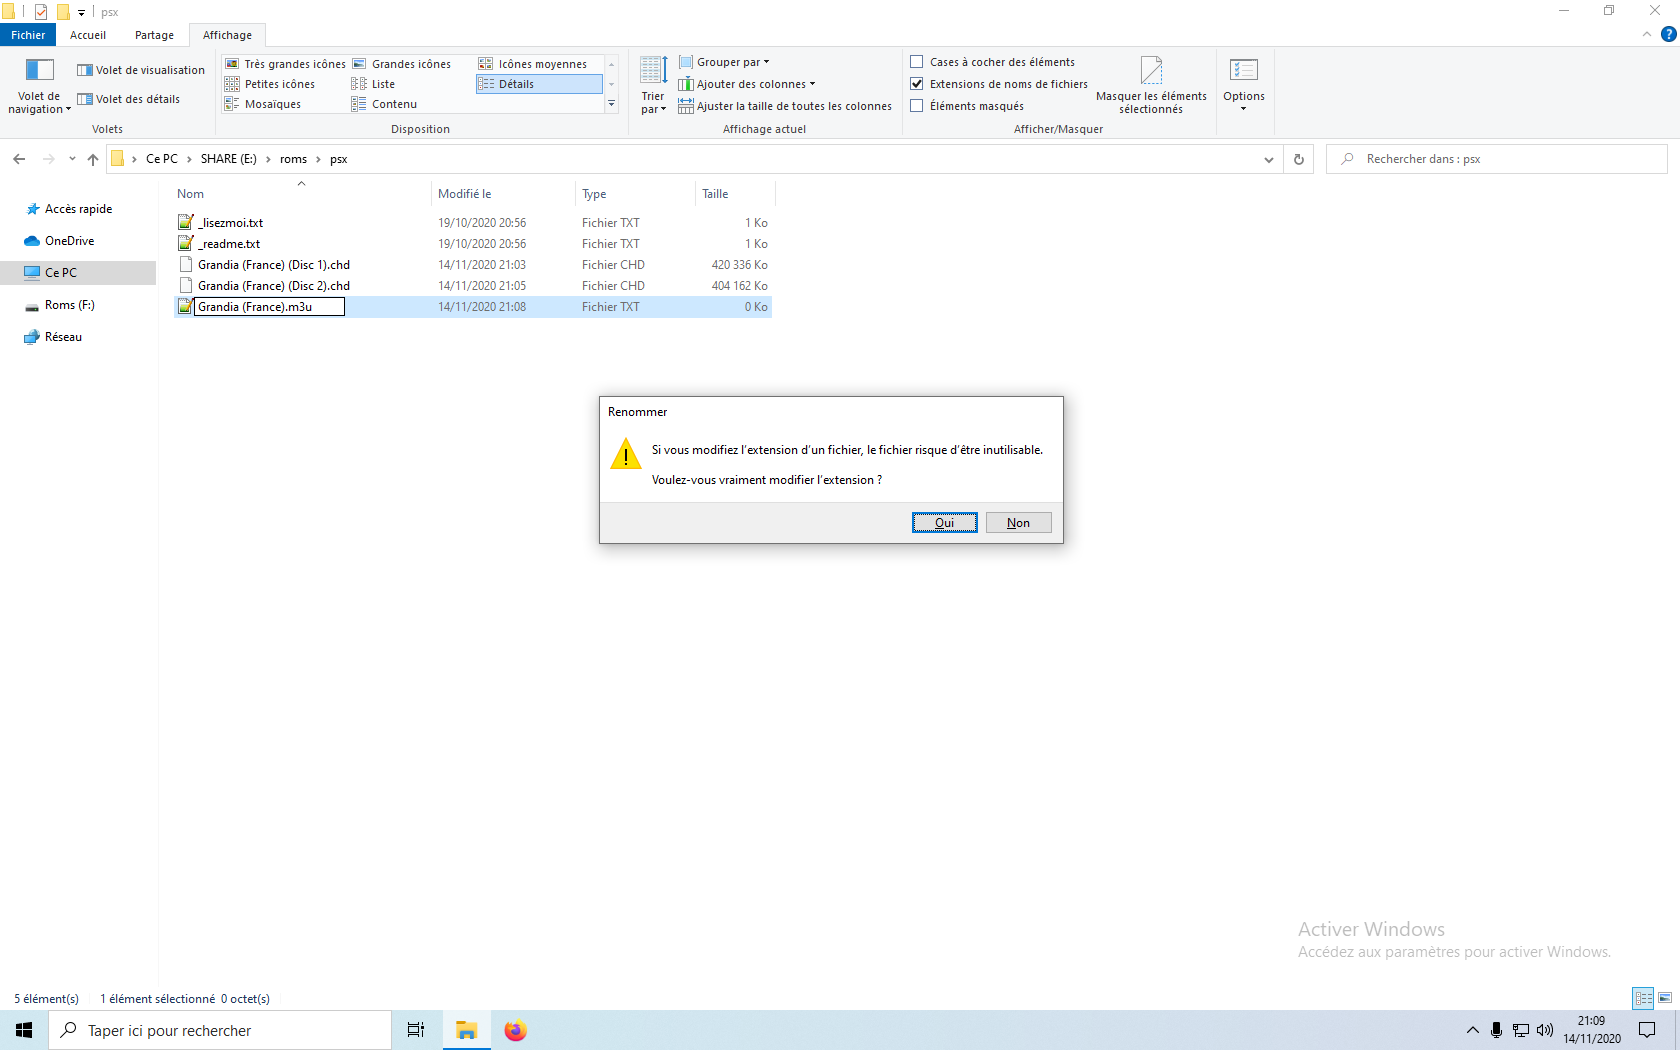 psx
Fichier
Accueil
Partage
Affichage
Volet de
navigation
Volet de visualisation
Volet des détails
Volets
Très grandes icônes
Grandes icônes
Icônes moyennes
Petites icônes
Liste
Détails
Mosaïques
Contenu
Disposition
Trier
par
Grouper par
Ajouter des colonnes
Ajuster la taille de toutes les colonnes
Affichage actuel
Cases à cocher des éléments
Extensions de noms de fichiers
Éléments masqués
Masquer les éléments
sélectionnés
Afficher/Masquer
Options
Ce PC
SHARE (E:)
roms
psx
Rechercher dans : psx
Accès rapide
OneDrive
Ce PC
Roms (F:)
Réseau
Nom
Modifié le
Type
Taille
_lisezmoi.txt 19/10/2020 20:56 Fichier TXT 1 Ko
_readme.txt 19/10/2020 20:56 Fichier TXT 1 Ko
Grandia (France) (Disc 1).chd 14/11/2020 21:03 Fichier CHD 420 336 Ko
Grandia (France) (Disc 2).chd 14/11/2020 21:05 Fichier CHD 404 162 Ko
Grandia (France).m3u 14/11/2020 21:08 Fichier TXT 0 Ko
Renommer
Si vous modifiez l'extension d'un fichier, le fichier risque d'être inutilisable.
Voulez-vous vraiment modifier l'extension ?
Oui
Non
Activer Windows
Accédez aux paramètres pour activer Windows.
5 élément(s)
1 élément sélectionné 0 octet(s)
Taper ici pour rechercher
21:09
14/11/2020